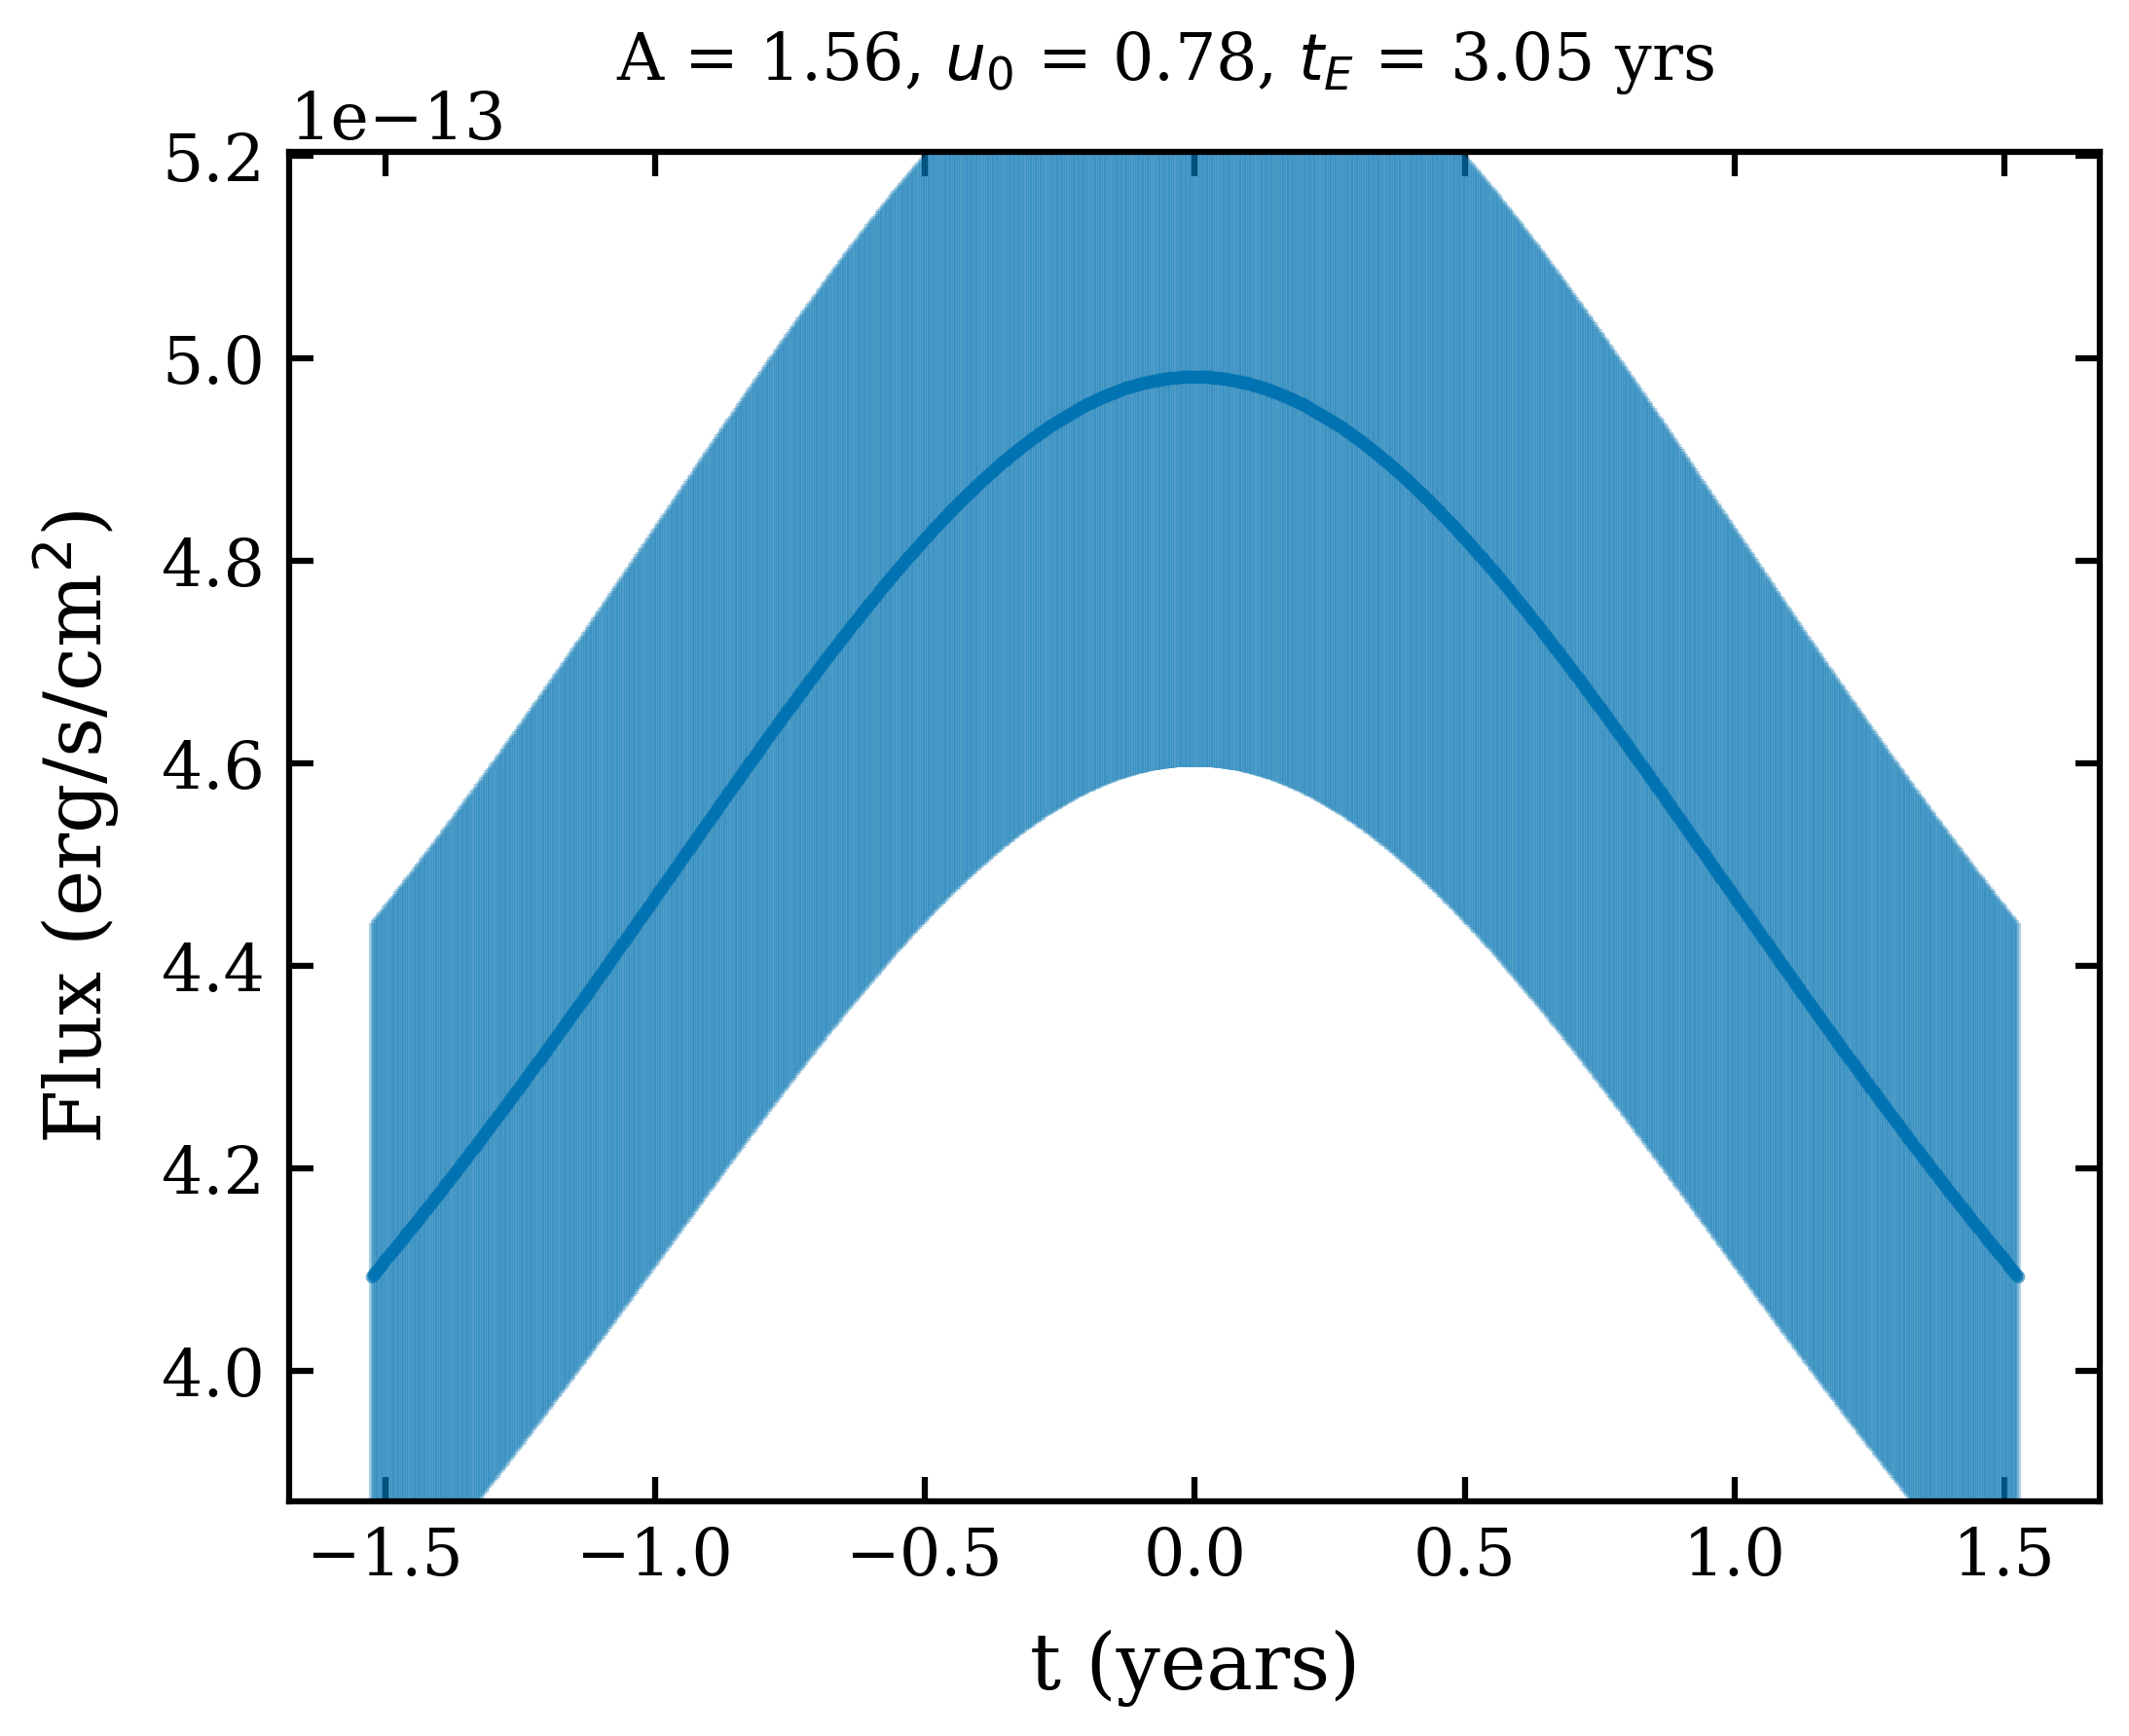 A = 1.56, u₀ = 0.78, t_E = 3.05 yrs
1e−13
5.2
5.0
4.8
4.6
4.4
4.2
4.0
Flux (erg/s/cm²)
−1.5 −1.0 −0.5 0.0 0.5 1.0 1.5
t (years)